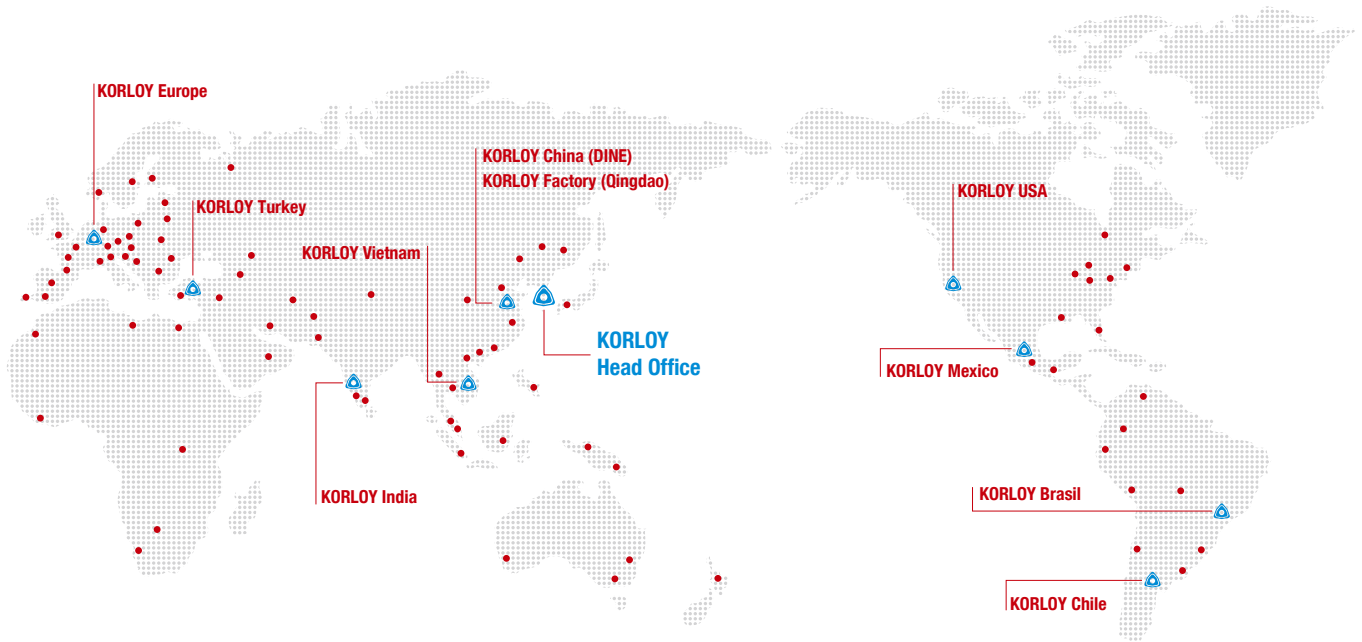 KORLOY Europe
KORLOY China (DINE)
KORLOY Factory (Qingdao)
KORLOY USA
KORLOY Turkey
KORLOY Vietnam
KORLOY
Head Office
KORLOY Mexico
KORLOY India
KORLOY Brasil
KORLOY Chile